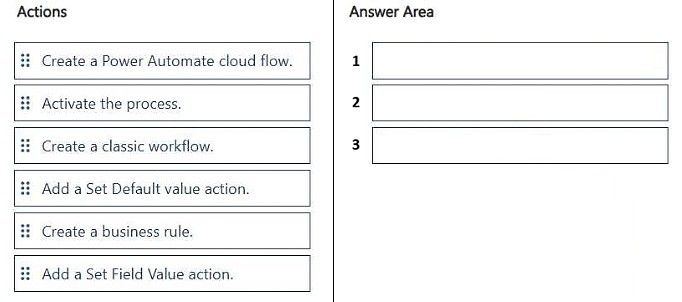 Actions
Answer Area
Create a Power Automate cloud flow.
Activate the process.
Create a classic workflow.
Add a Set Default value action.
Create a business rule.
Add a Set Field Value action.
1
2
3